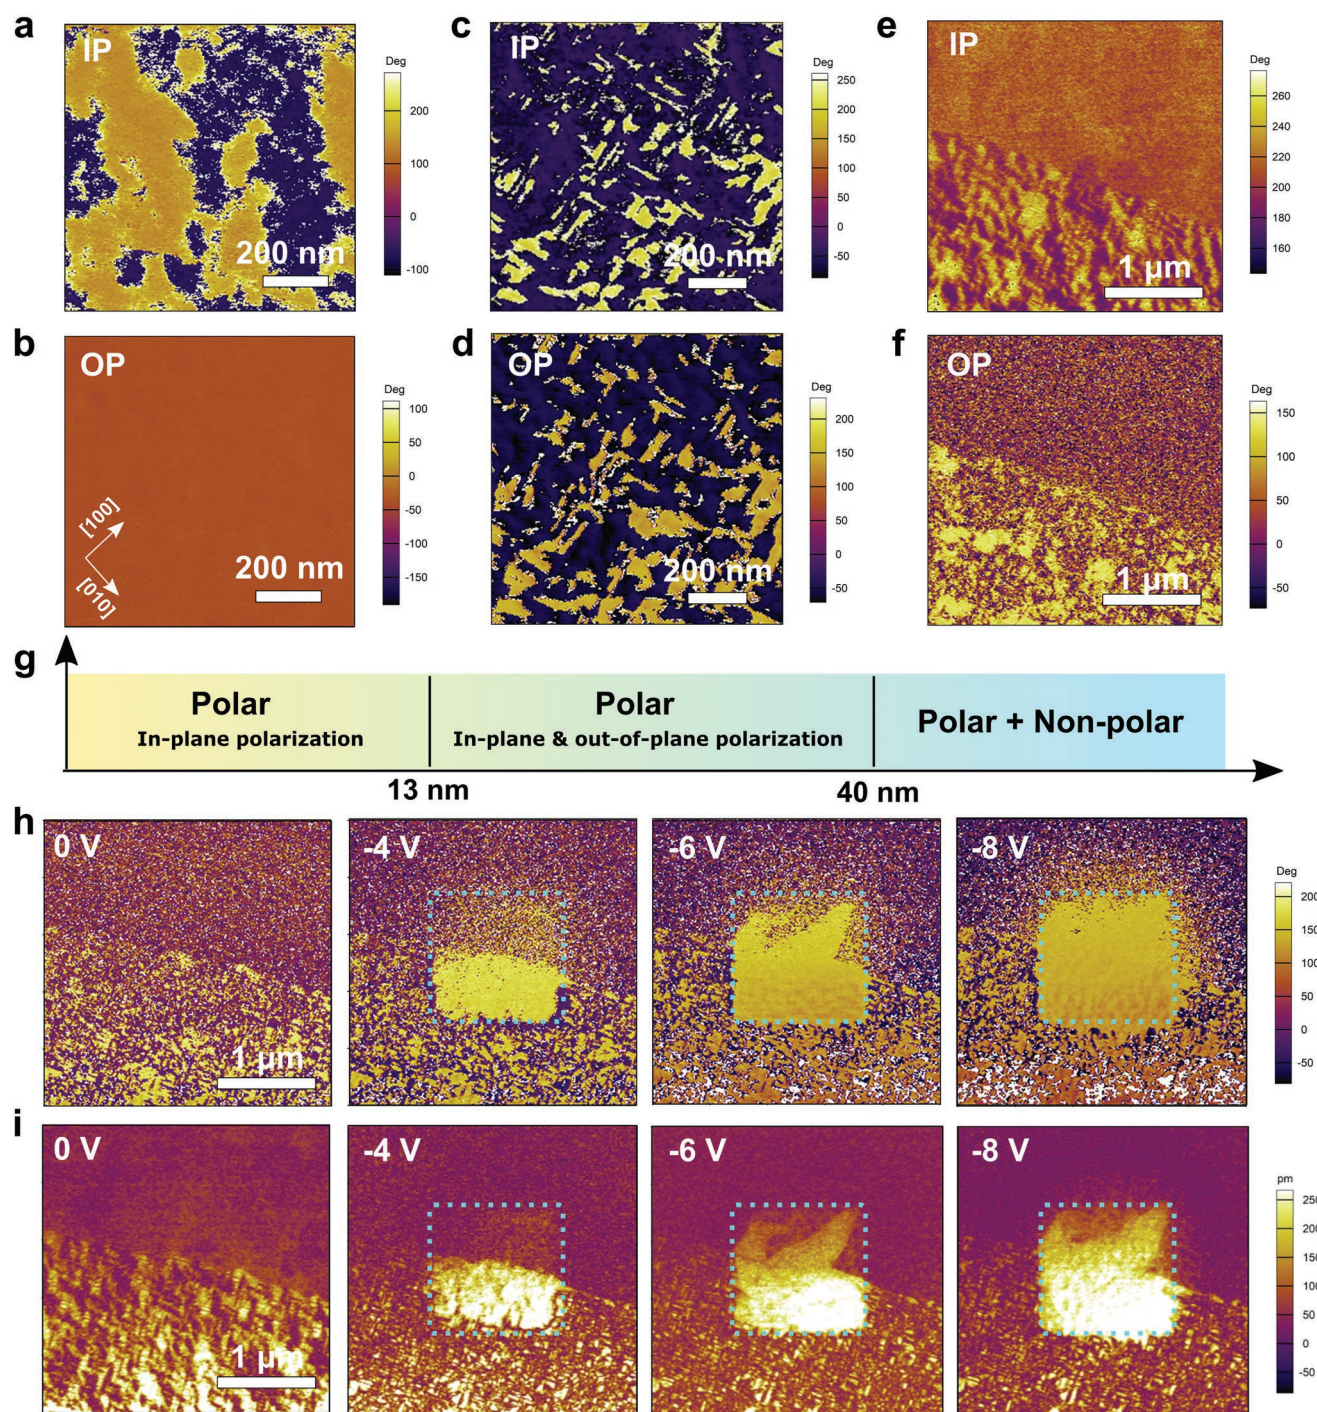 a
IP
Deg
200
100
0
-100
200 nm
c
IP
Deg
250
200
150
100
50
0
-50
200 nm
e
IP
Deg
260
240
220
200
180
160
1 μm
b
OP
Deg
100
50
0
-50
-100
-150
[100]
[010]
200 nm
d
OP
Deg
200
150
100
50
0
-50
200 nm
f
OP
Deg
150
100
50
0
-50
1 μm
g
Polar
In-plane polarization
Polar
In-plane & out-of-plane polarization
Polar + Non-polar
13 nm
40 nm
h
0 V
-4 V
-6 V
-8 V
1 μm
Deg
200
150
100
50
0
-50
i
0 V
-4 V
-6 V
-8 V
1 μm
pm
250
200
150
100
50
0
-50